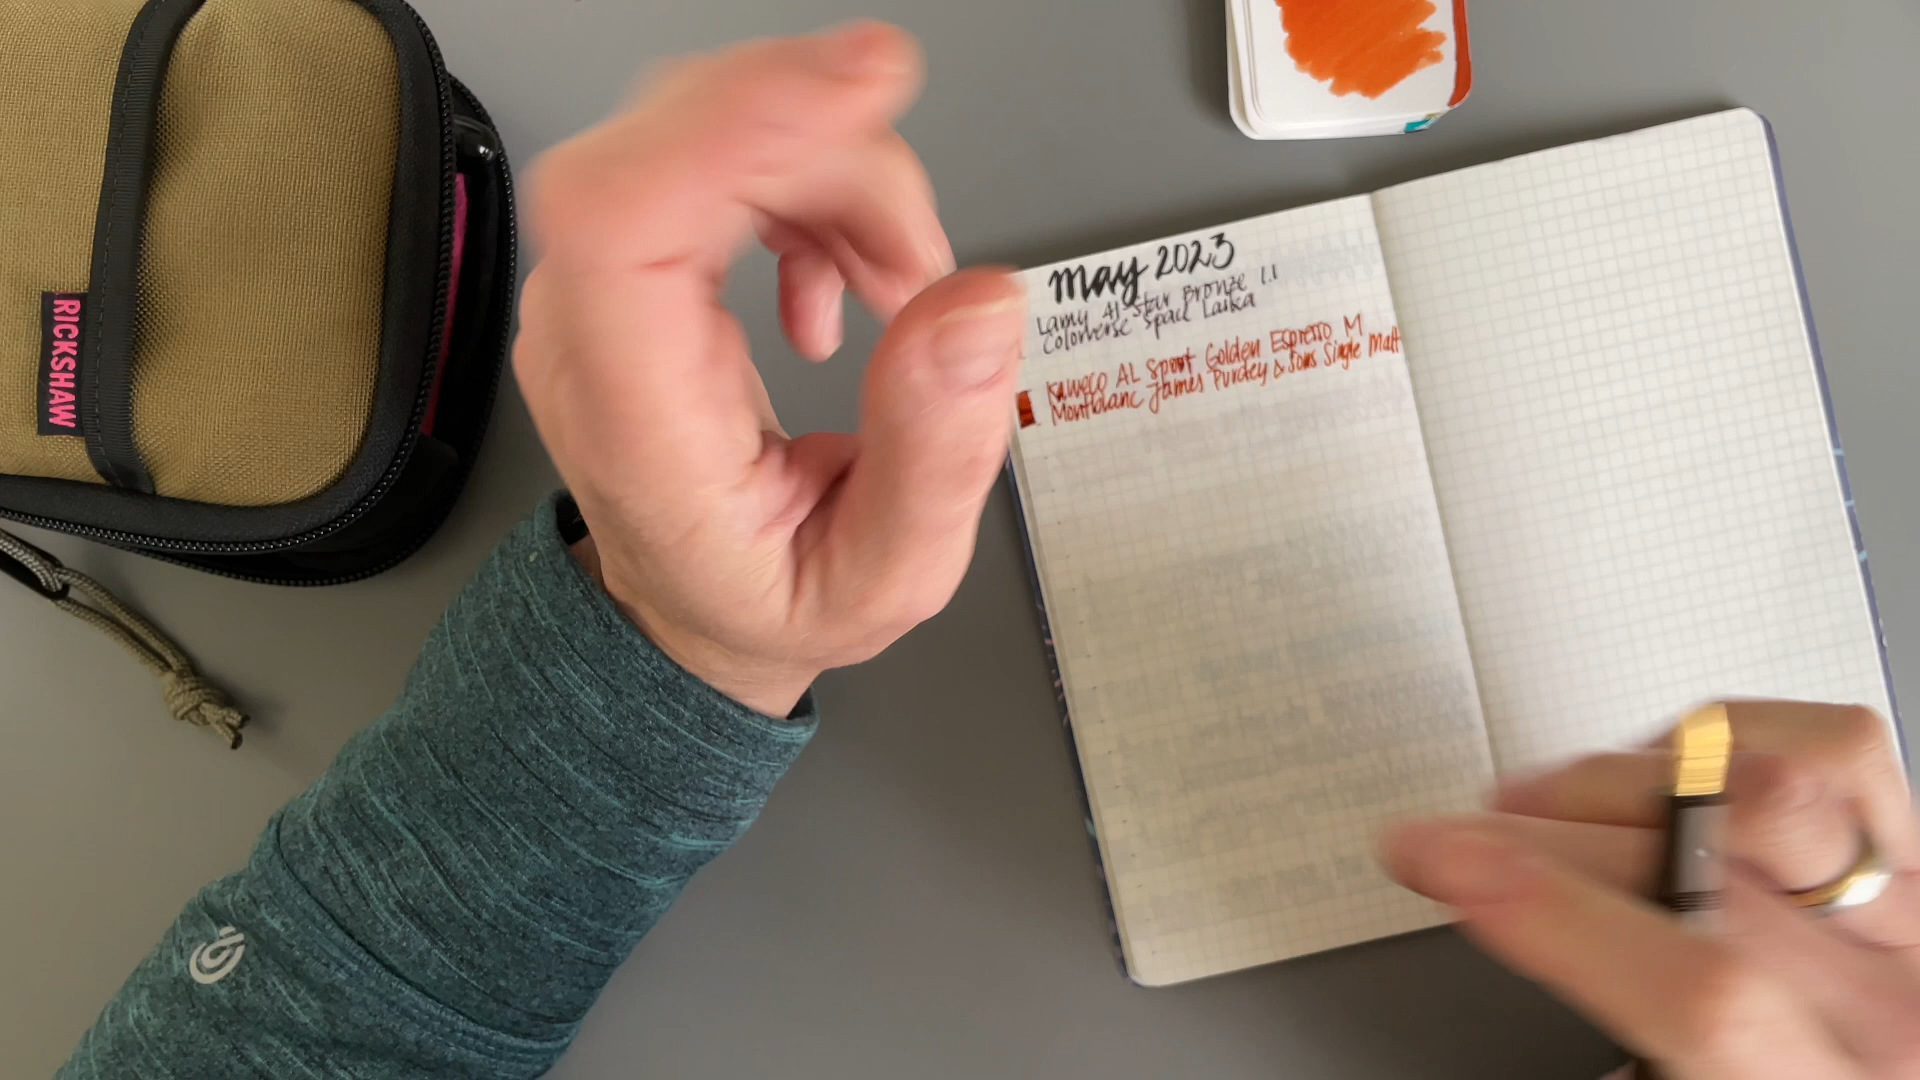 RICKSHAW
May 2023
Lamy Al Star Bronze 1.1
Colorverse Space Laika
Kaweco AL Sport Golden Espresso M
Montblanc James Purdey & Sons Single Malt